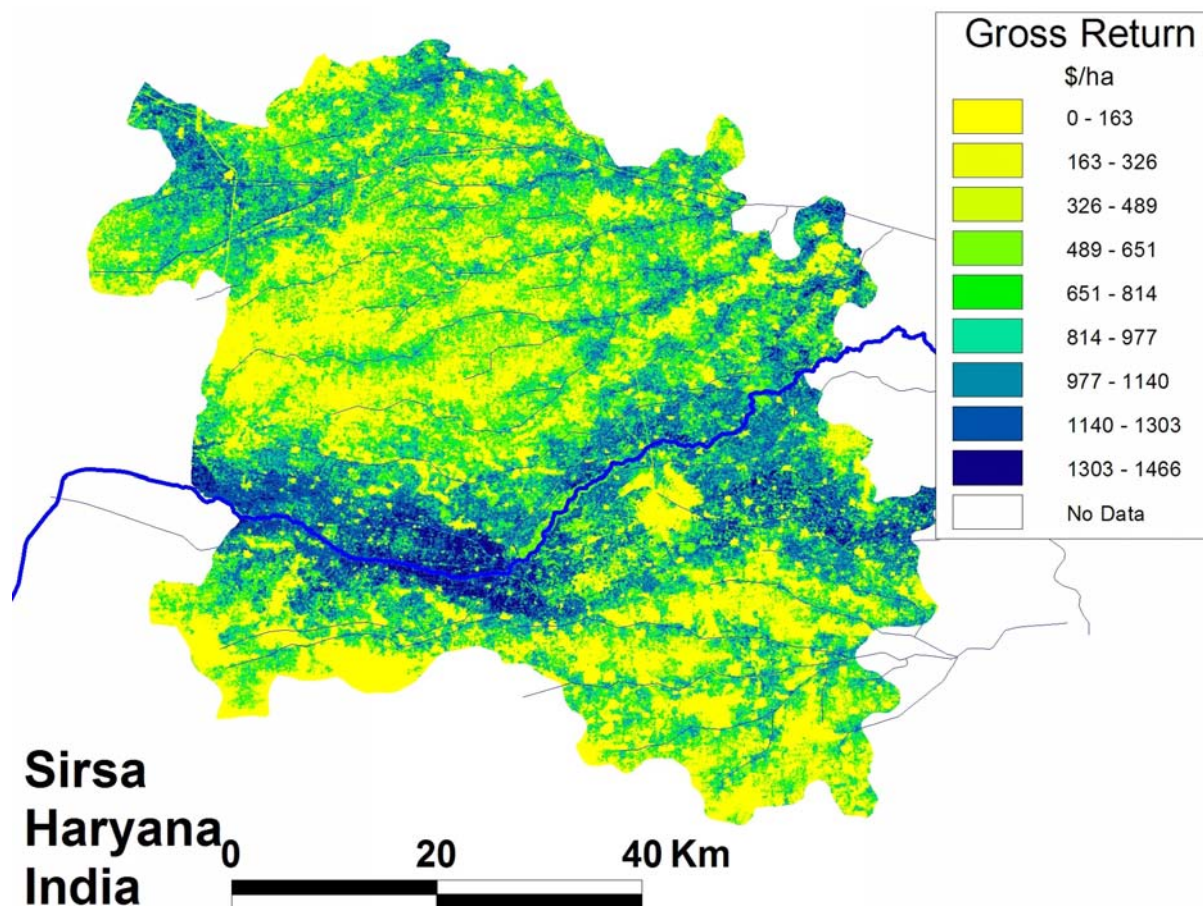 Gross Return
$/ha
0 - 163
163 - 326
326 - 489
489 - 651
651 - 814
814 - 977
977 - 1140
1140 - 1303
1303 - 1466
No Data
Sirsa
Haryana
India
0 20 40 Km